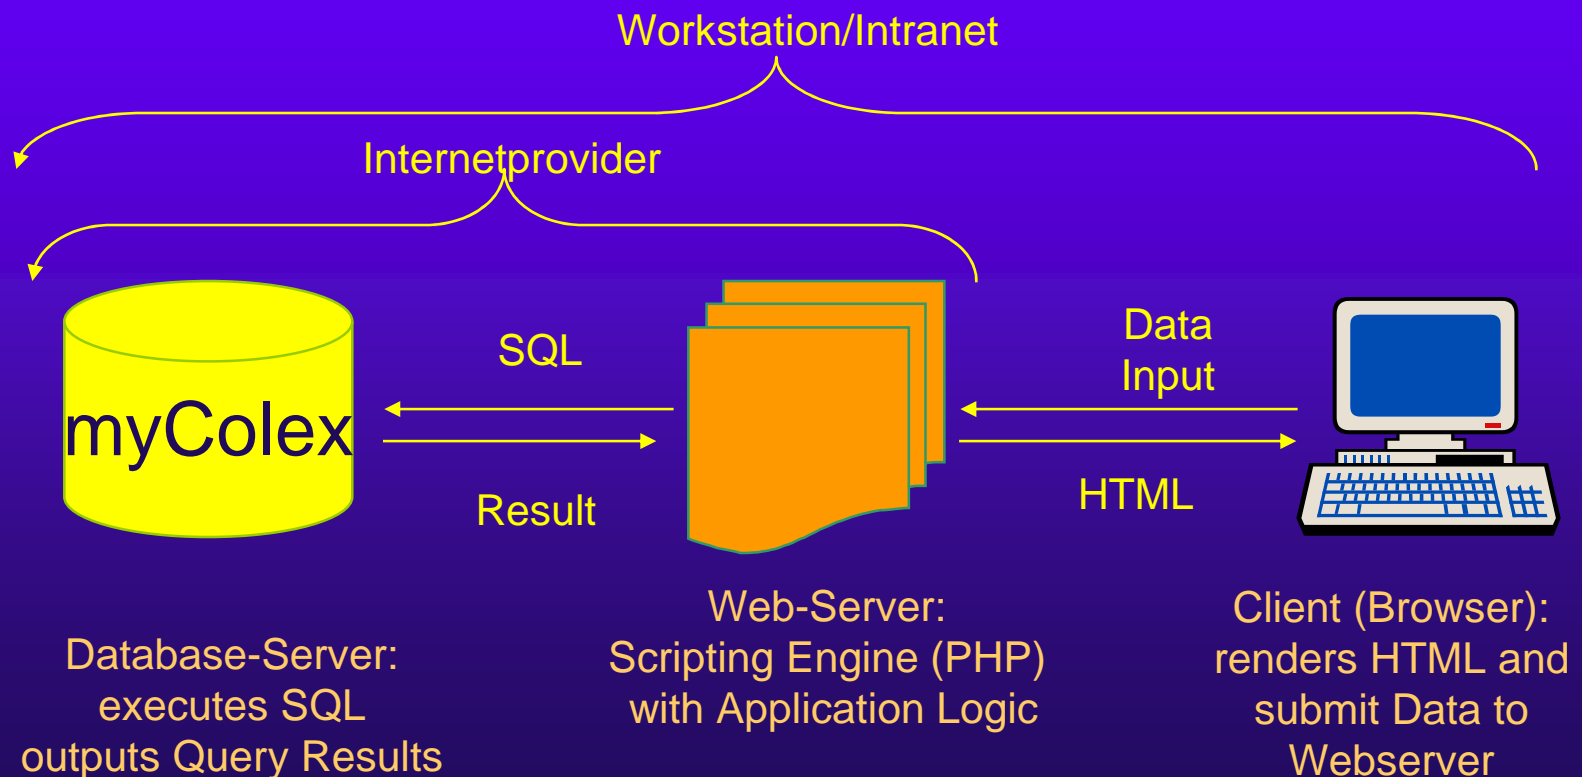 Workstation/Intranet
Internetprovider
myColex
SQL
Result
Data
Input
HTML
Database-Server:
executes SQL
outputs Query Results
Web-Server:
Scripting Engine (PHP)
with Application Logic
Client (Browser):
renders HTML and
submit Data to
Webserver